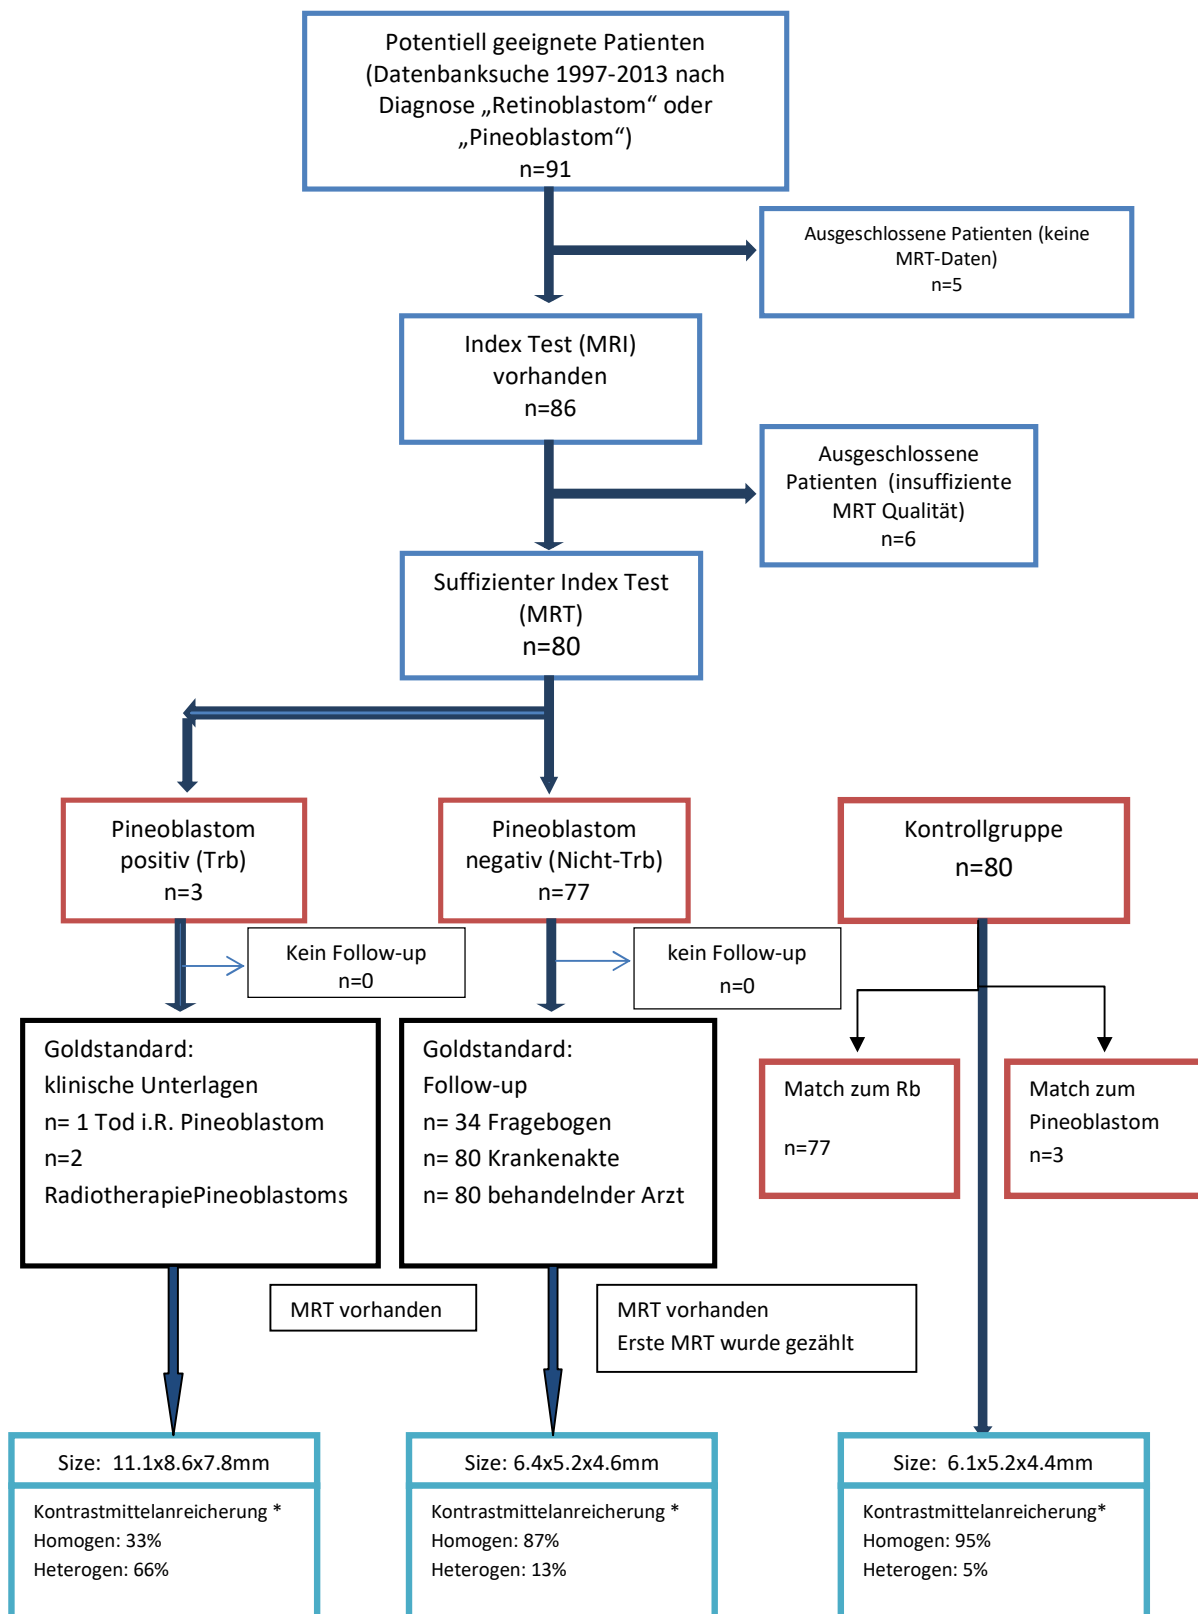 Potentiell geeignete Patienten
(Datenbanksuche 1997-2013 nach
Diagnose „Retinoblastom“ oder
„Pineoblastom“)
n=91
Ausgeschlossene Patienten (keine
MRT-Daten)
n=5
Index Test (MRI)
vorhanden
n=86
Ausgeschlossene
Patienten (insuffiziente
MRT Qualität)
n=6
Suffizienter Index Test
(MRT)
n=80
Pineoblastom
positiv (Trb)
n=3
Pineoblastom
negativ (Nicht-Trb)
n=77
Kontrollgruppe
n=80
Kein Follow-up
n=0
kein Follow-up
n=0
Goldstandard:
klinische Unterlagen
n= 1 Tod i.R. Pineoblastom
n=2
RadiotherapiePineoblastoms
Goldstandard:
Follow-up
n= 34 Fragebogen
n= 80 Krankenakte
n= 80 behandelnder Arzt
Match zum Rb
n=77
Match zum
Pineoblastom
n=3
MRT vorhanden
MRT vorhanden
Erste MRT wurde gezählt
Size: 11.1x8.6x7.8mm
Kontrastmittelanreicherung *
Homogen: 33%
Heterogen: 66%
Size: 6.4x5.2x4.6mm
Kontrastmittelanreicherung *
Homogen: 87%
Heterogen: 13%
Size: 6.1x5.2x4.4mm
Kontrastmittelanreicherung*
Homogen: 95%
Heterogen: 5%